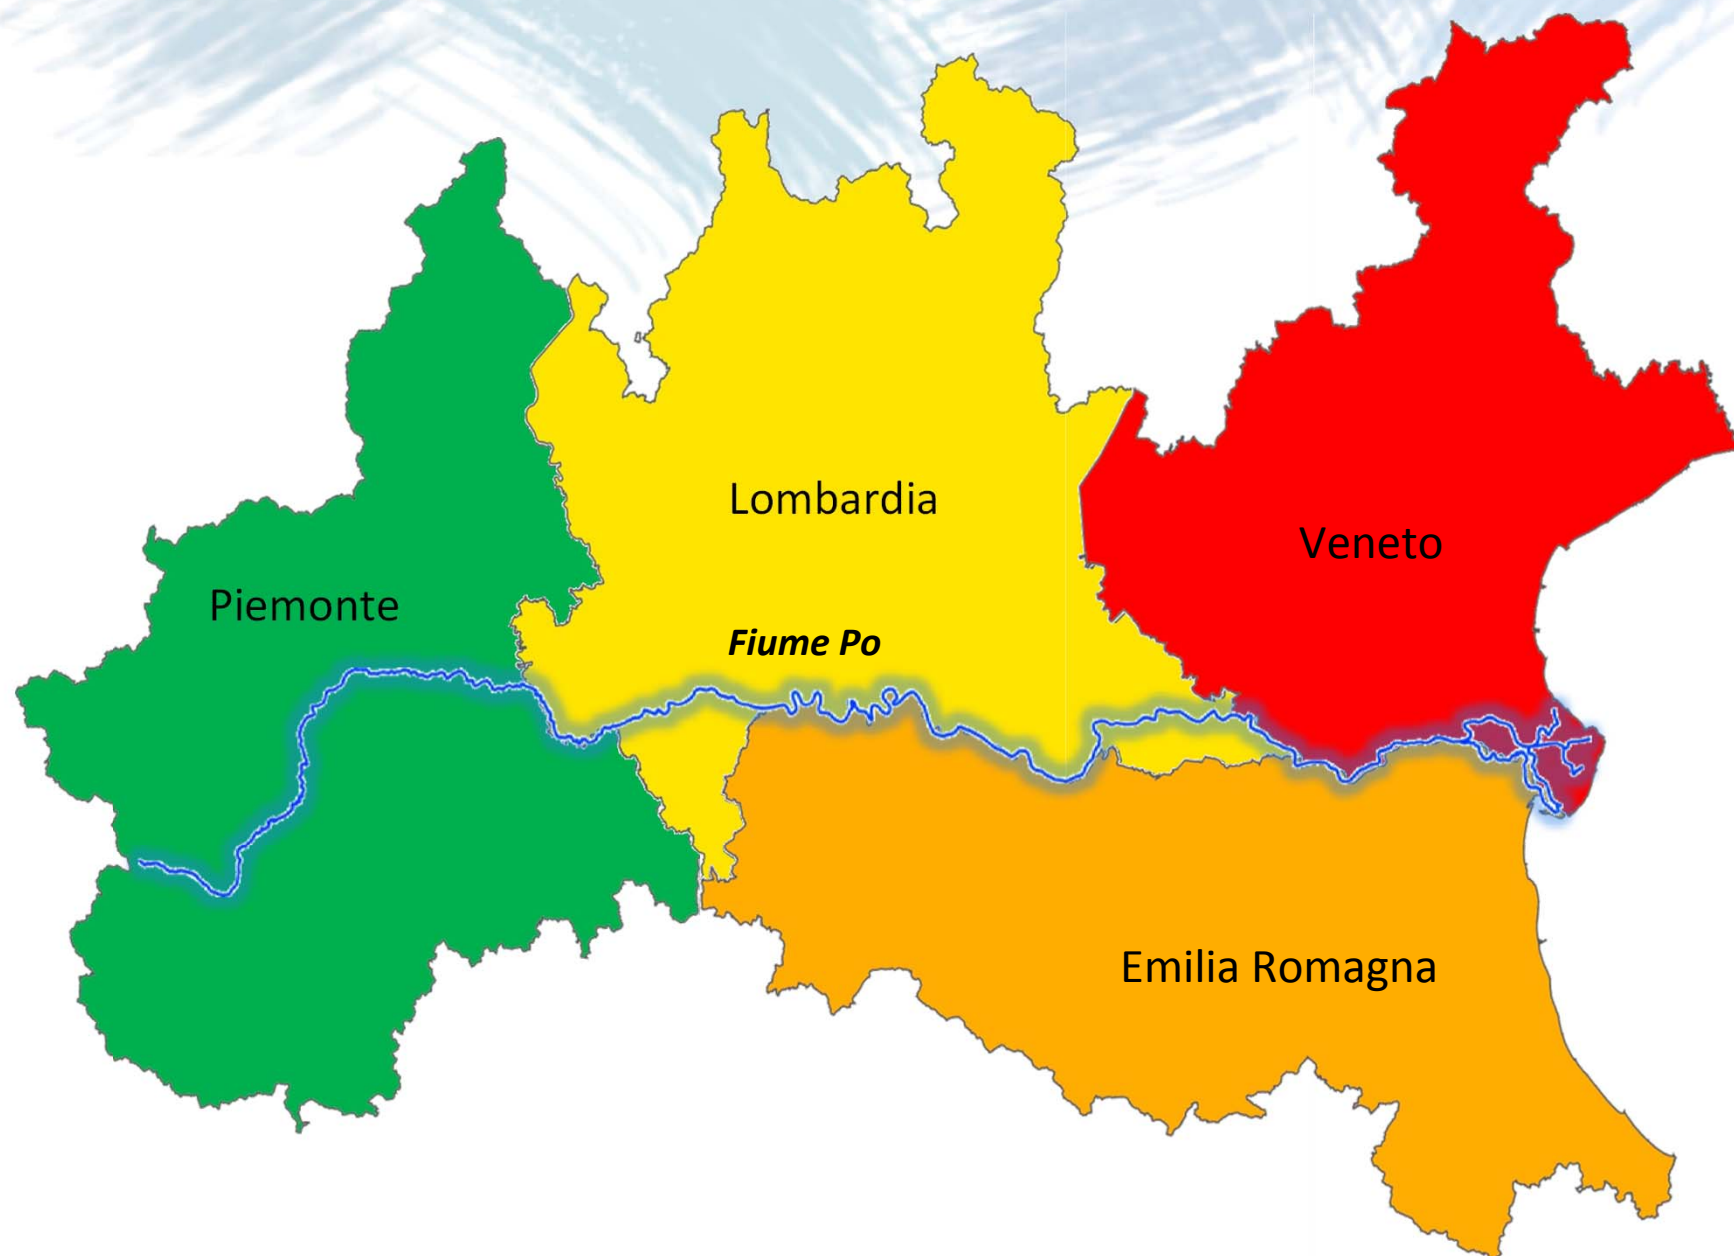 Lombardia
Veneto
Piemonte
Fiume Po
Emilia Romagna